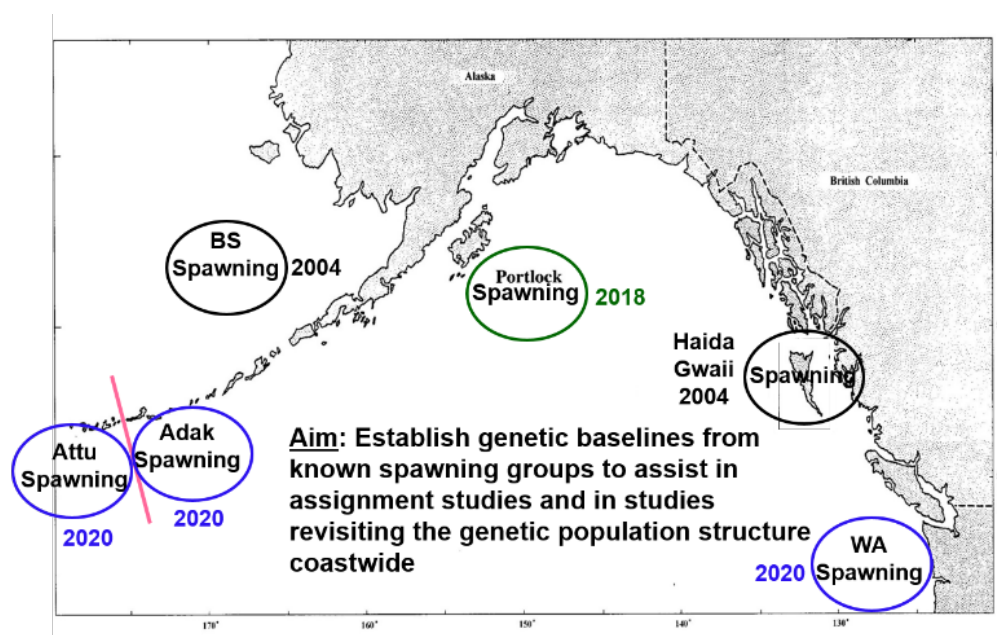 Alaska
British Columbia
BS
Spawning 2004
Portlock
Spawning 2018
Haida
Gwaii
2004
Spawning
Attu
Spawning
2020
Adak
Spawning
2020
Aim: Establish genetic baselines from
known spawning groups to assist in
assignment studies and in studies
revisiting the genetic population structure
coastwide
WA
2020 Spawning
170° 160° 150° 140° 130°